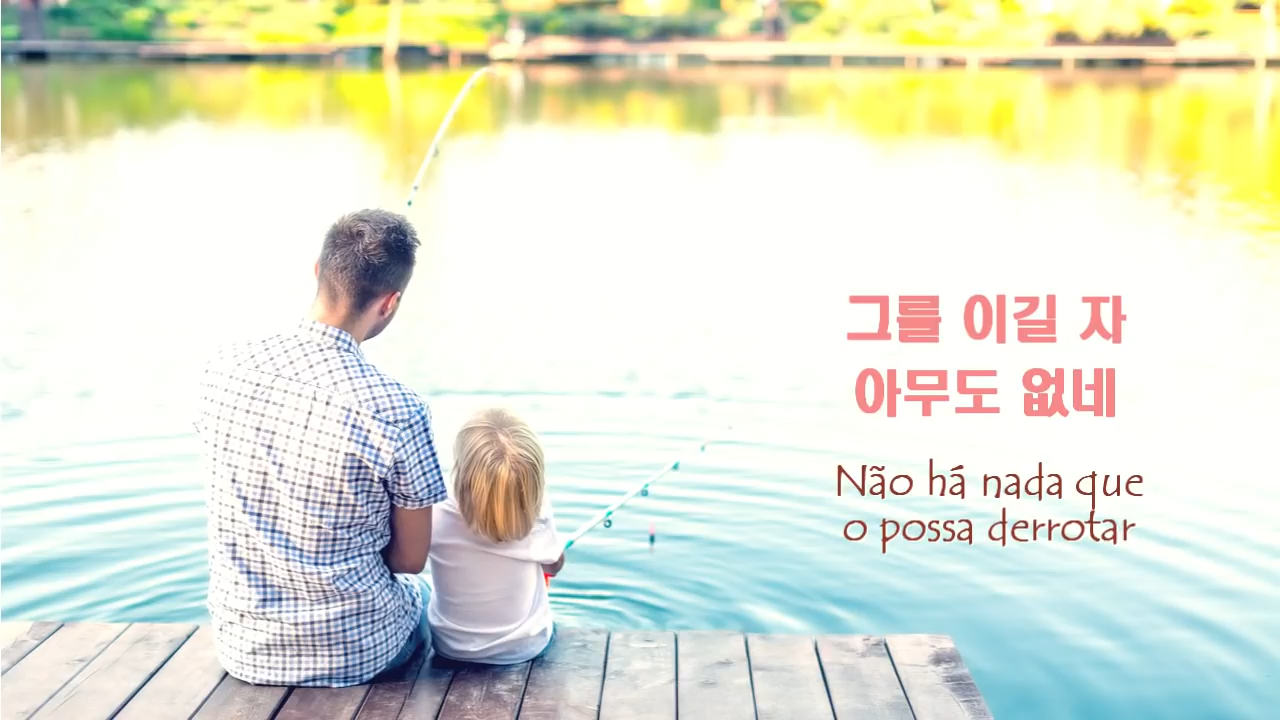 그를 이길 자
아무도 없네
Não há nada que
o possa derrotar